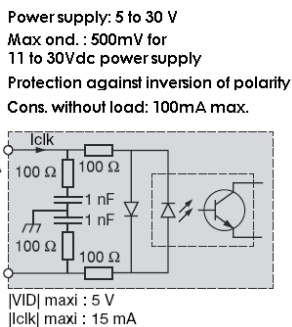 Power supply: 5 to 30 V
Max ond. : 500mV for
11 to 30Vdc power supply
Protection against inversion of polarity
Cons. without load: 100mA max.
Iclk
100 Ω
100 Ω
1 nF
1 nF
100 Ω
100 Ω
|VID| maxi : 5 V
|Iclk| maxi : 15 mA